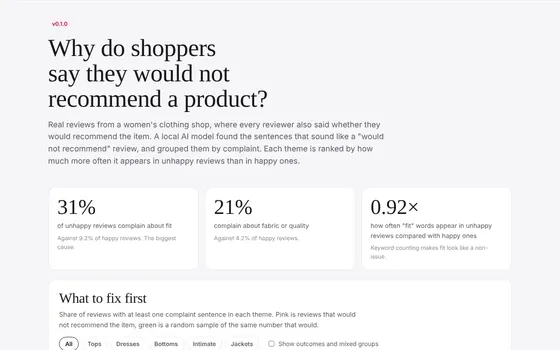 v0.1.0
Why do shoppers
say they would not
recommend a product?
Real reviews from a women's clothing shop, where every reviewer also said whether they
would recommend the item. A local AI model found the sentences that sound like a "would
not recommend" review, and grouped them by complaint. Each theme is ranked by how
much more often it appears in unhappy reviews than in happy ones.
31%
of unhappy reviews complain about fit
Against 9.2% of happy reviews. The biggest
cause.
21%
complain about fabric or quality
Against 4.2% of happy reviews.
0.92×
how often "fit" words appear in unhappy
reviews compared with happy ones
Keyword counting makes fit look like a non-
issue.
What to fix first
Share of reviews with at least one complaint sentence in each theme. Pink is reviews that would
not recommend the item, green is a random sample of the same number that would.
All Tops Dresses Bottoms Intimate Jackets Show outcomes and mixed groups